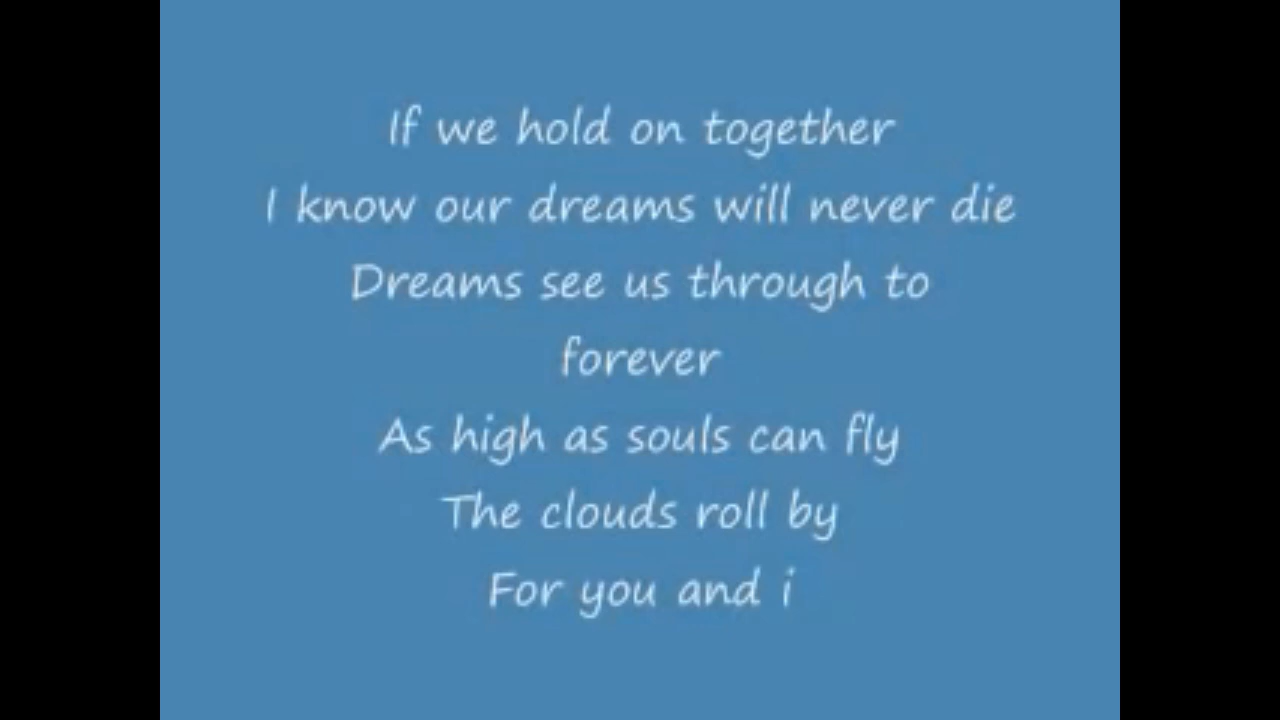 If we hold on together
I know our dreams will never die
Dreams see us through to
forever
As high as souls can fly
The clouds roll by
For you and i